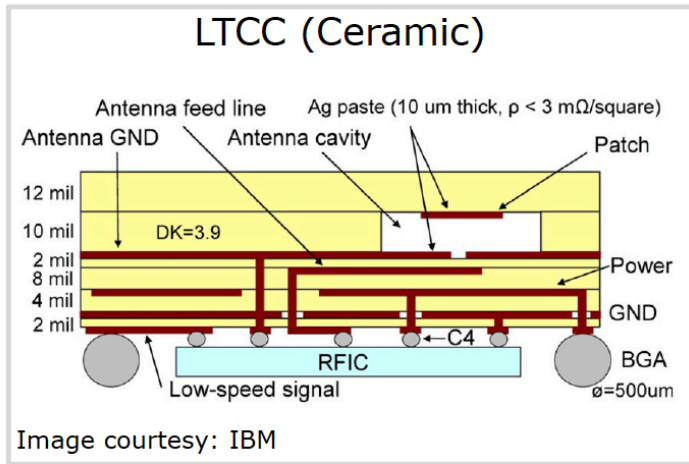 LTCC (Ceramic)
Antenna feed line
Ag paste (10 um thick, ρ < 3 mΩ/square)
Antenna GND
Antenna cavity
Patch
12 mil
10 mil
DK=3.9
2 mil
8 mil
Power
4 mil
GND
2 mil
C4
RFIC
BGA
Low-speed signal
ø=500um
Image courtesy: IBM